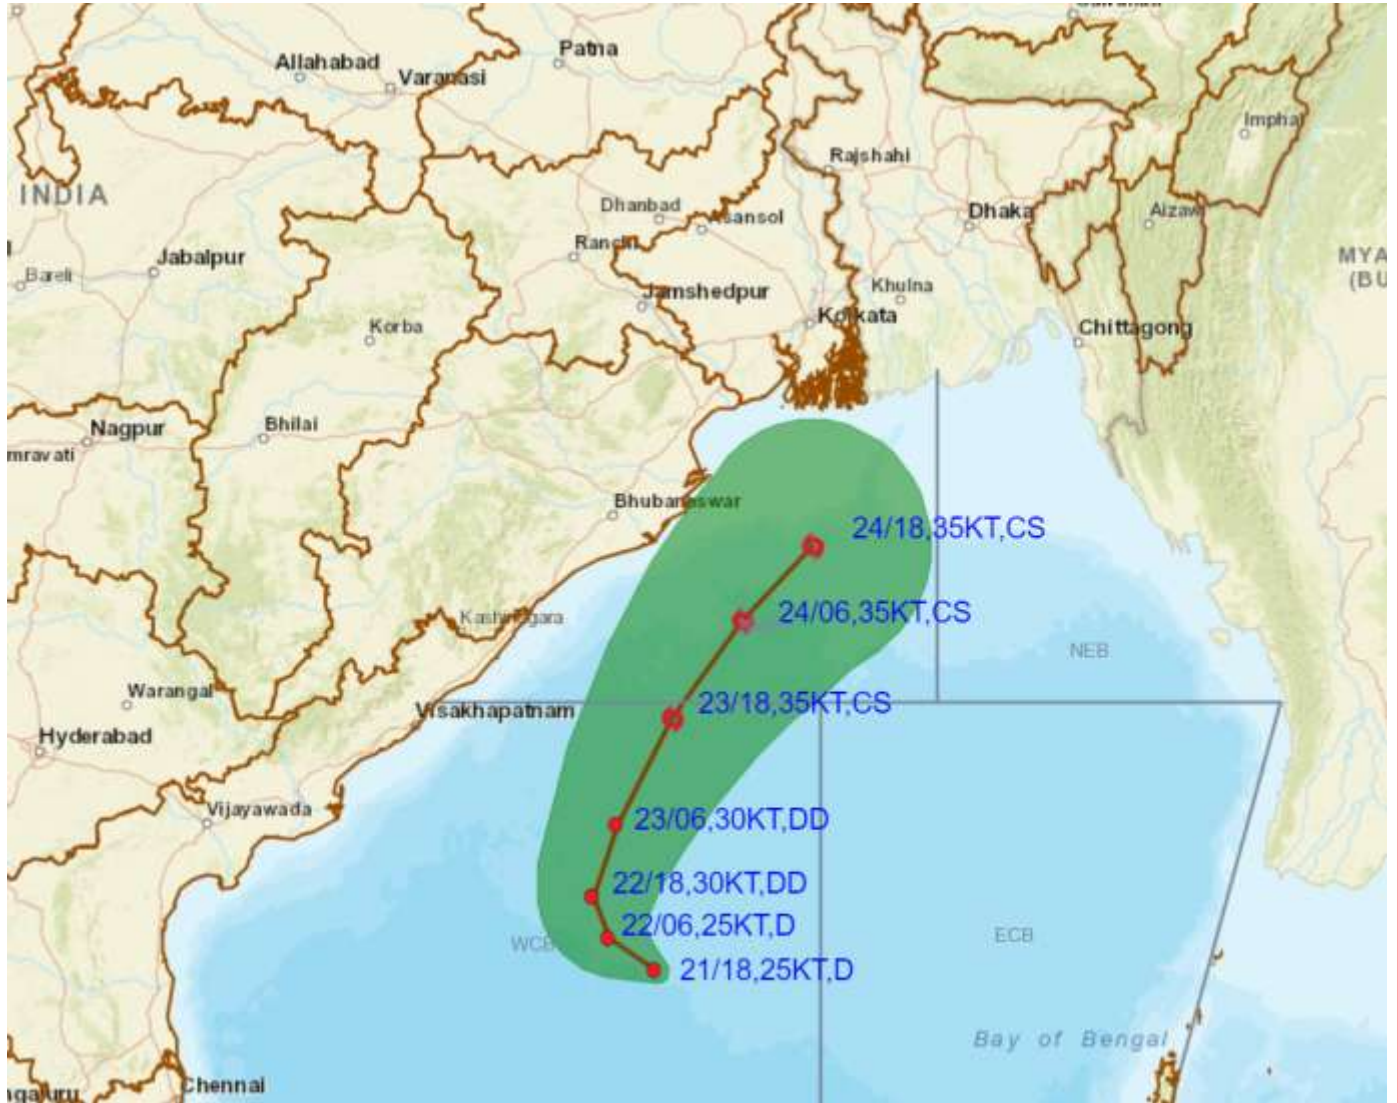 Patna
Allahabad
Varanasi
Imphal
Rajshahi
INDIA
Dhanbad
Asansol
Dhaka
Aizaw
Ranchi
Jabalpur
MYA
(BU
Bareli
Khulna
Jamshedpur
Kolkata
Korba
Chittagong
Nagpur
Bhilai
mravati
Bhubaneswar
24/18,35KT,CS
24/06,35KT,CS
NEB
Warangal
23/18,35KT,CS
Visakhapatnam
Hyderabad
Vijayawada
23/06,30KT,DD
22/18,30KT,DD
22/06,25KT,D
WCB
ECB
21/18,25KT,D
Bay of Bengal
Chennai
ngaluru